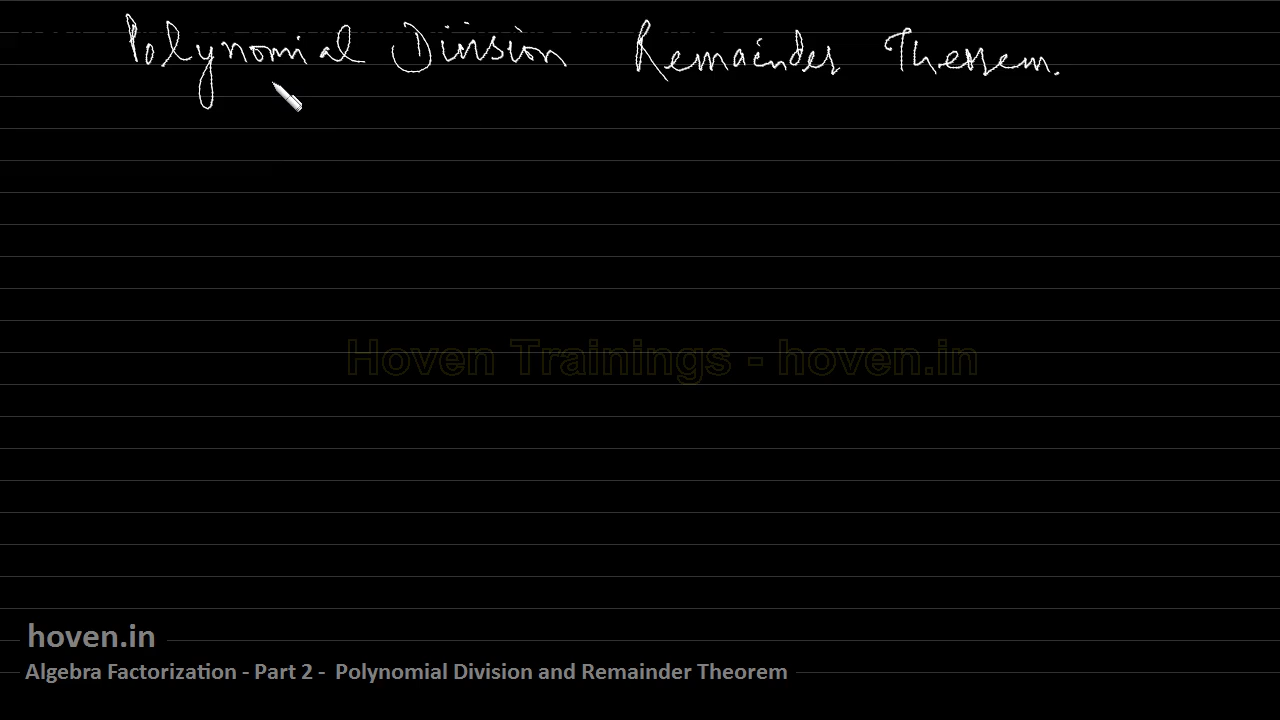 Polynomial Division Remainder Theorem.
Hoven Trainings - hoven.in
hoven.in
Algebra Factorization - Part 2 - Polynomial Division and Remainder Theorem